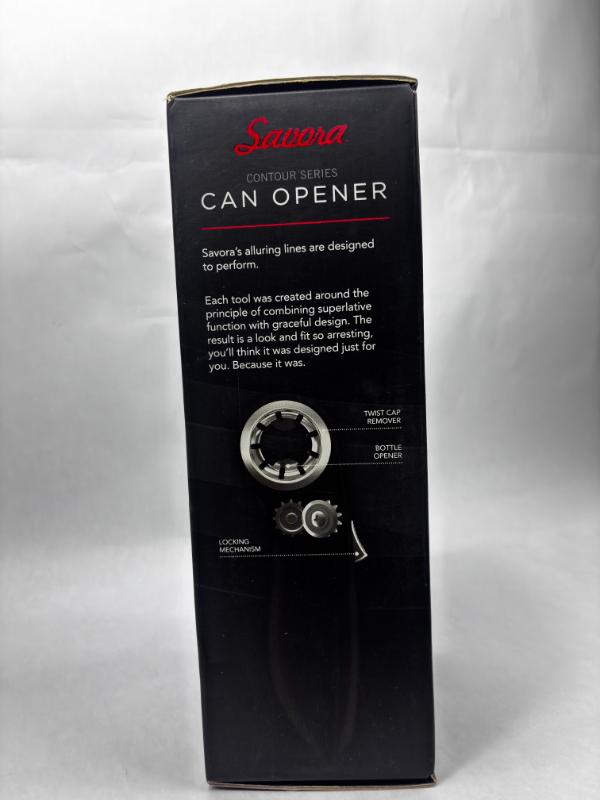 Savora
CONTOUR SERIES
CAN OPENER
Savora's alluring lines are designed
to perform.
Each tool was created around the
principle of combining superlative
function with graceful design. The
result is a look and fit so arresting,
you'll think it was designed just for
you. Because it was.
TWIST CAP
REMOVER
BOTTLE
OPENER
LOCKING
MECHANISM